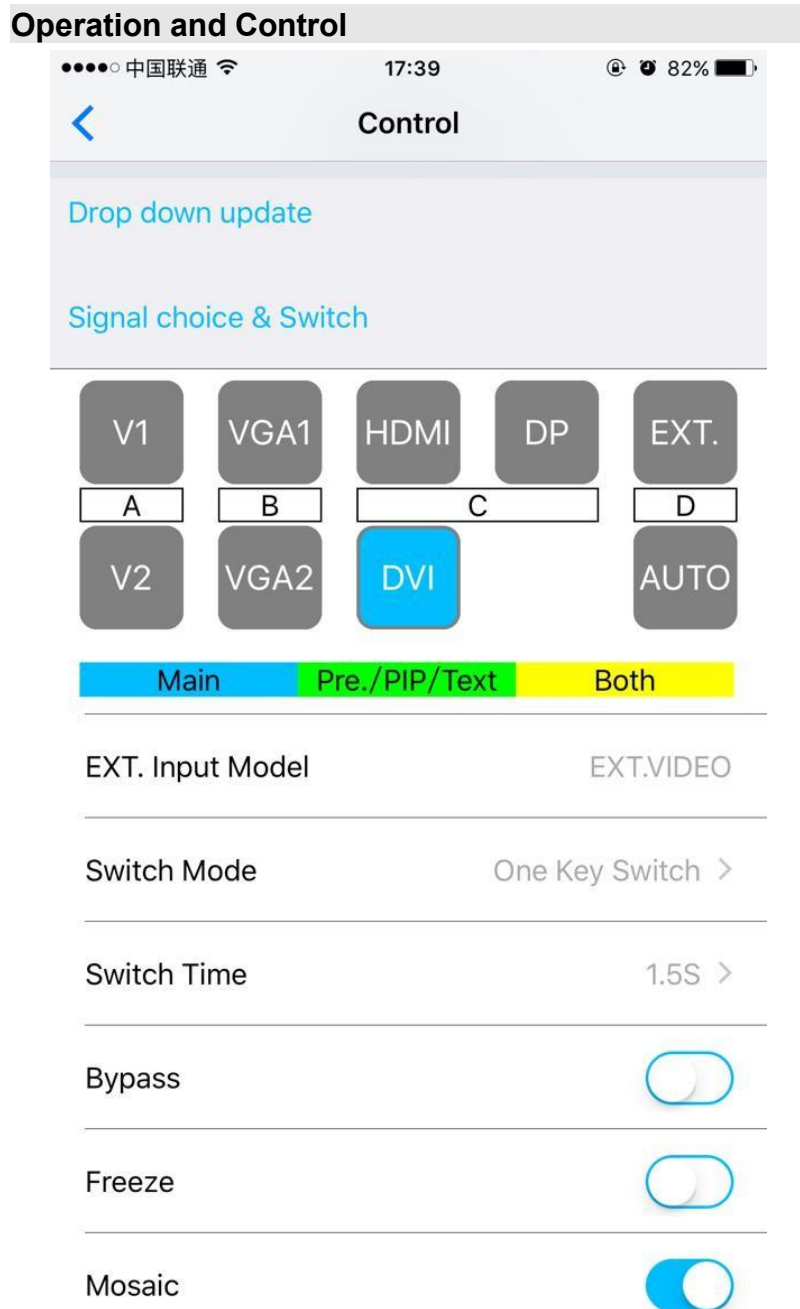 Operation and Control
中国联通 17:39 82%
Control
Drop down update
Signal choice & Switch
V1 VGA1 HDMI DP EXT.
A B C D
V2 VGA2 DVI AUTO
Main Pre./PIP/Text Both
EXT. Input Model EXT.VIDEO
Switch Mode One Key Switch >
Switch Time 1.5S >
Bypass
Freeze
Mosaic